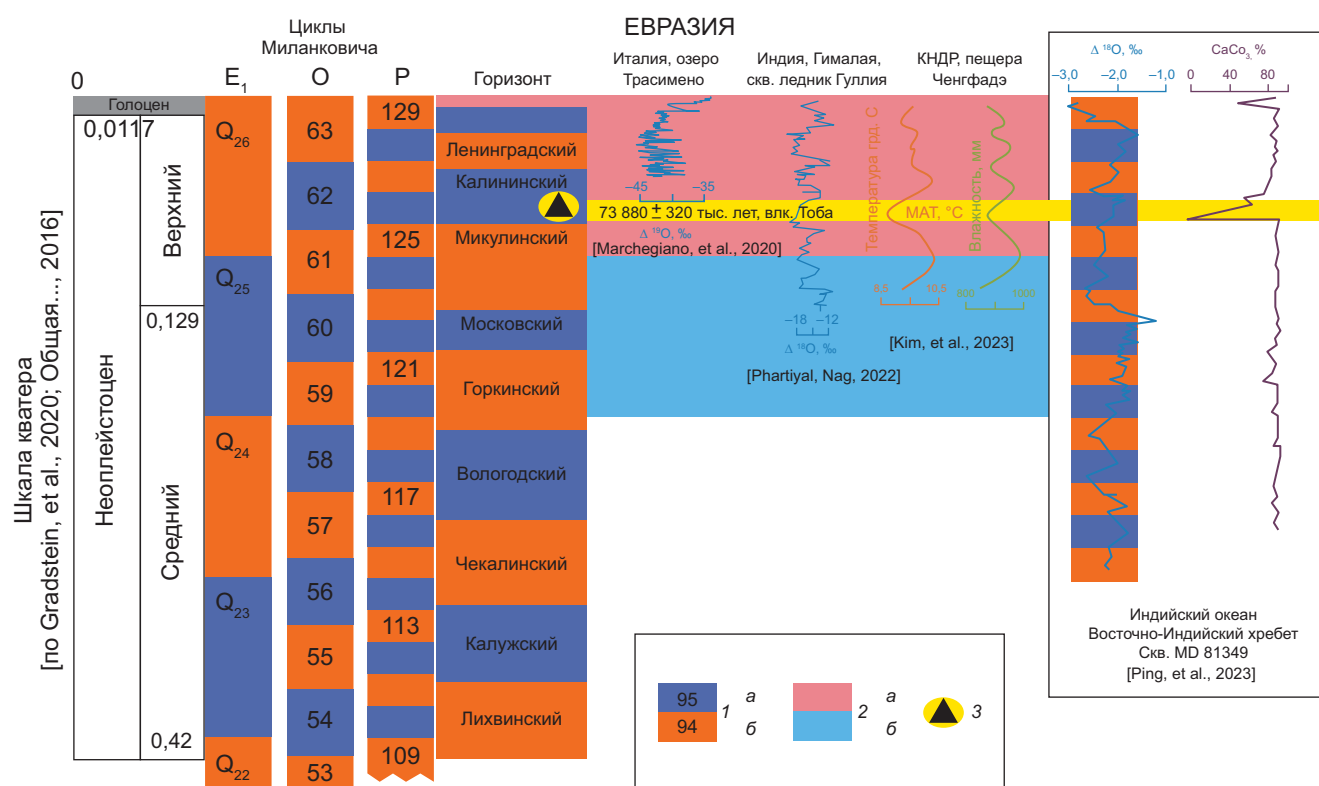 ЕВРАЗИЯ
Циклы
Миланковича
0
E1
O
P
Горизонт
Италия, озеро
Трасимено
Индия, Гималая,
скв. ледник Гуллия
КНДР, пещера
Ченгфадэ
Δ 18O, ‰
–3,0
–2,0
–1,0
CaCo3, %
0
80
Шкала кватера
[по Gradstein, et al., 2020; Общая..., 2016)
Голоцен
0,0117
Неоплейстоцен
Верхний
0,129
Средний
0,42
Q26
Q25
Q24
Q23
Q22
63
62
61
60
59
58
57
56
55
54
53
129
125
121
117
113
109
Ленинградский
Калининский
Микулинский
Московский
Горкинский
Вологодский
Чекалинский
Калужский
Лихвинский
–45
–35
73 880 ± 320 тыс. лет, влк. Тоба
Δ 18O, ‰
[Marchegiano, et al., 2020]
–18
–12
Δ 18O, ‰
[Phartiyal, Nag, 2022]
Температура грд. С
MAT, °C
8.5
10.5
Влажность, мм
600
1000
[Kim, et al., 2023]
Индийский океан
Восточно-Индийский хребет
Скв. MD 81349
[Ping, et al., 2023]
95
94
1
а
б
2
а
б
3